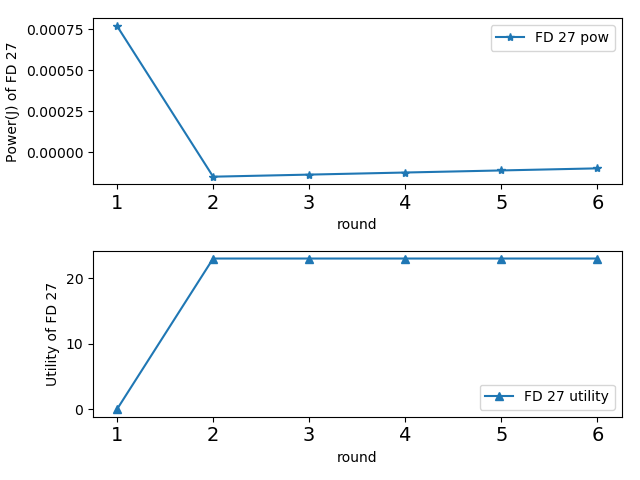 0.00075
0.00050
0.00025
0.00000
Power(J) of FD 27
FD 27 pow
1 2 3 4 5 6
round
20
10
0
Utility of FD 27
FD 27 utility
1 2 3 4 5 6
round